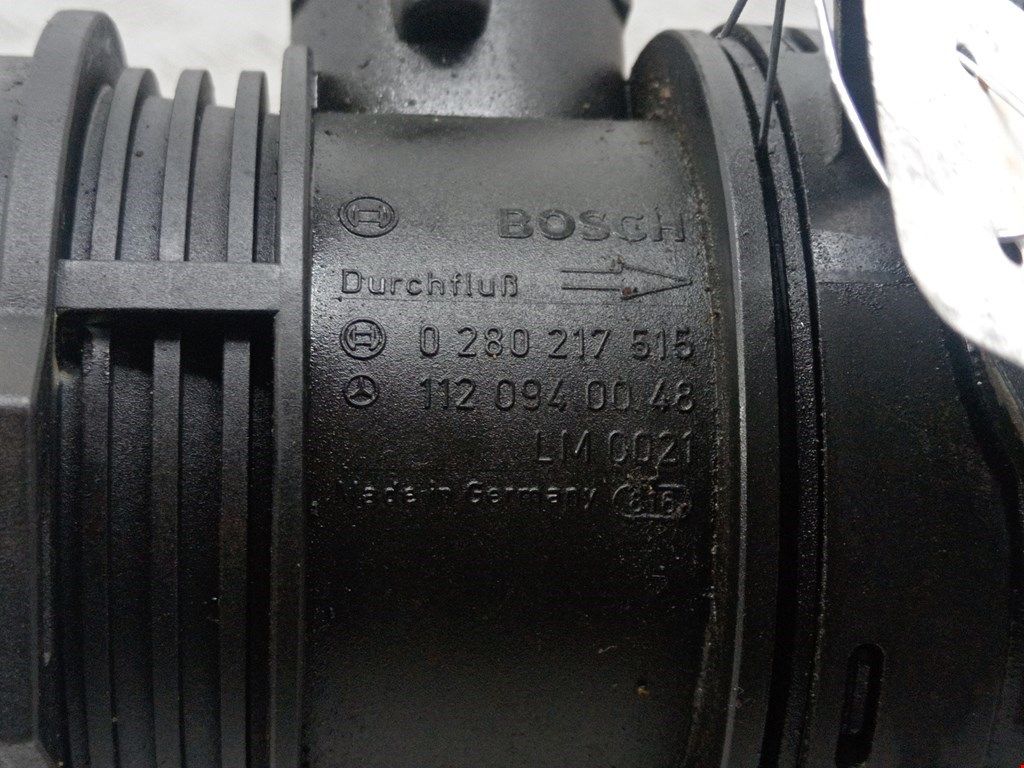 BOSCH
Durchfluß
0 280 217 515
112 094 00 48
LM 0021
Made in Germany